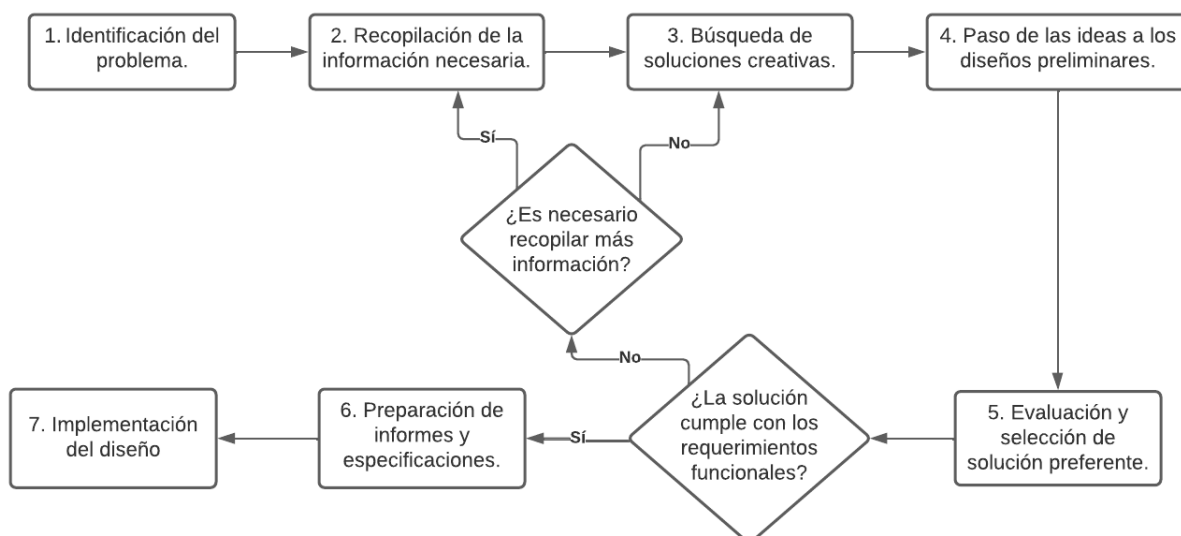 1. Identificación del
problema.
2. Recopilación de la
información necesaria.
3. Búsqueda de
soluciones creativas.
4. Paso de las ideas a los
diseños preliminares.
Sí
No
¿Es necesario
recopilar más
información?
No
¿La solución
cumple con los
requerimientos
funcionales?
5. Evaluación y
selección de
solución preferente.
Sí
6. Preparación de
informes y
especificaciones.
7. Implementación
del diseño